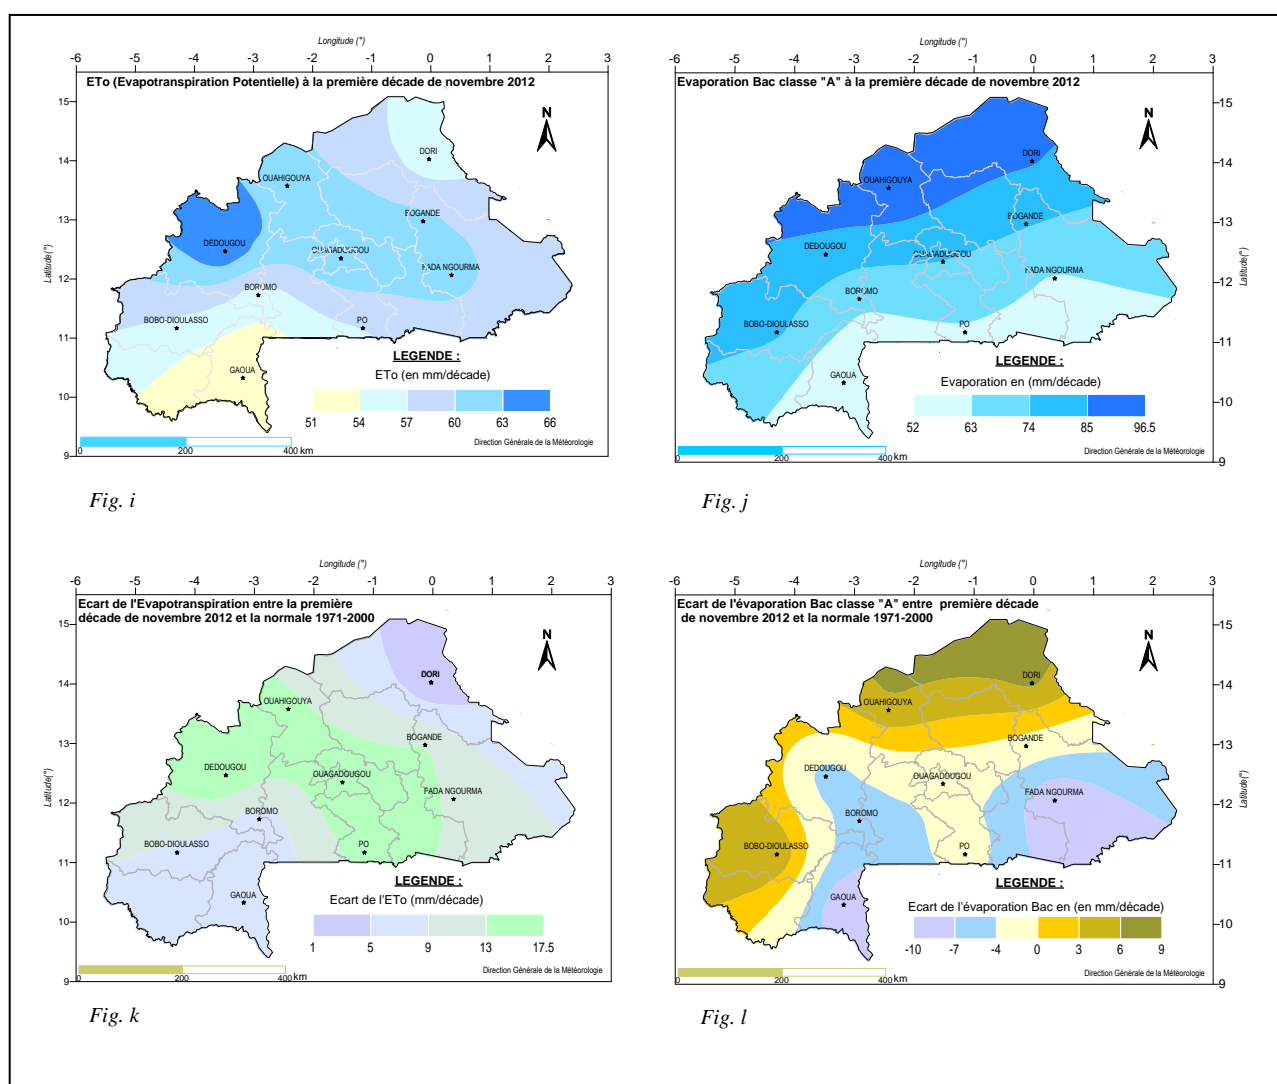 Longitude (°)
-6 -5 -4 -3 -2 -1 0 1 2 3
ETo (Evapotranspiration Potentielle) à la première décade de novembre 2012
15
14
13
12
11
10
9
Latitude(°)
N
DORI
OUAHIGOUYA
BOGANDE
DEDOUGOU
OUAGADOUGOU
FADA NGOURMA
BOROMO
BOBO-DIOULASSO
PO
GAOUA
LEGENDE :
ETo (en mm/décade)
51 54 57 60 63 66
0 200 400 km
Direction Générale de la Météorologie
Fig. i
Longitude (°)
-6 -5 -4 -3 -2 -1 0 1 2 3
Evaporation Bac classe "A" à la première décade de novembre 2012
15
14
13
12
11
10
9
Latitude(°)
N
DORI
OUAHIGOUYA
BOGANDE
DEDOUGOU
OUAGADUGOU
FADA NGOURMA
BOROMO
BOBO-DIOULASSO
PO
GAOUA
LEGENDE :
Evaporation en (mm/décade)
52 63 74 85 96.5
0 200 400 km
Direction Générale de la Météorologie
Fig. j
Longitude (°)
-6 -5 -4 -3 -2 -1 0 1 2 3
Ecart de l'Evapotranspiration entre la première
décade de novembre 2012 et la normale 1971-2000
15
14
13
12
11
10
9
Latitude(°)
N
DORI
OUAHIGOUYA
BOGANDE
DEDOUGOU
OUAGADOUGOU
FADA NGOURMA
BOROMO
BOBO-DIOULASSO
PO
GAOUA
LEGENDE :
Ecart de l'ETo (mm/décade)
1 5 9 13 17.5
0 200 400 km
Direction Générale de la Météorologie
Fig. k
Longitude (°)
-6 -5 -4 -3 -2 -1 0 1 2 3
Ecart de l'évaporation Bac classe "A" entre première décade
de novembre 2012 et la normale 1971-2000
15
14
13
12
11
10
9
Latitude(°)
N
DORI
OUAHIGOUYA
BOGANDE
DEDOUGOU
OUAGADOUGOU
FADA NGOURMA
BOROMO
BOBO-DIOULASSO
PO
GAOUA
LEGENDE :
Ecart de l'évaporation Bac en (en mm/décade)
-10 -7 -4 0 3 6 9
0 200 400 km
Direction Générale de la Météorologie
Fig. l